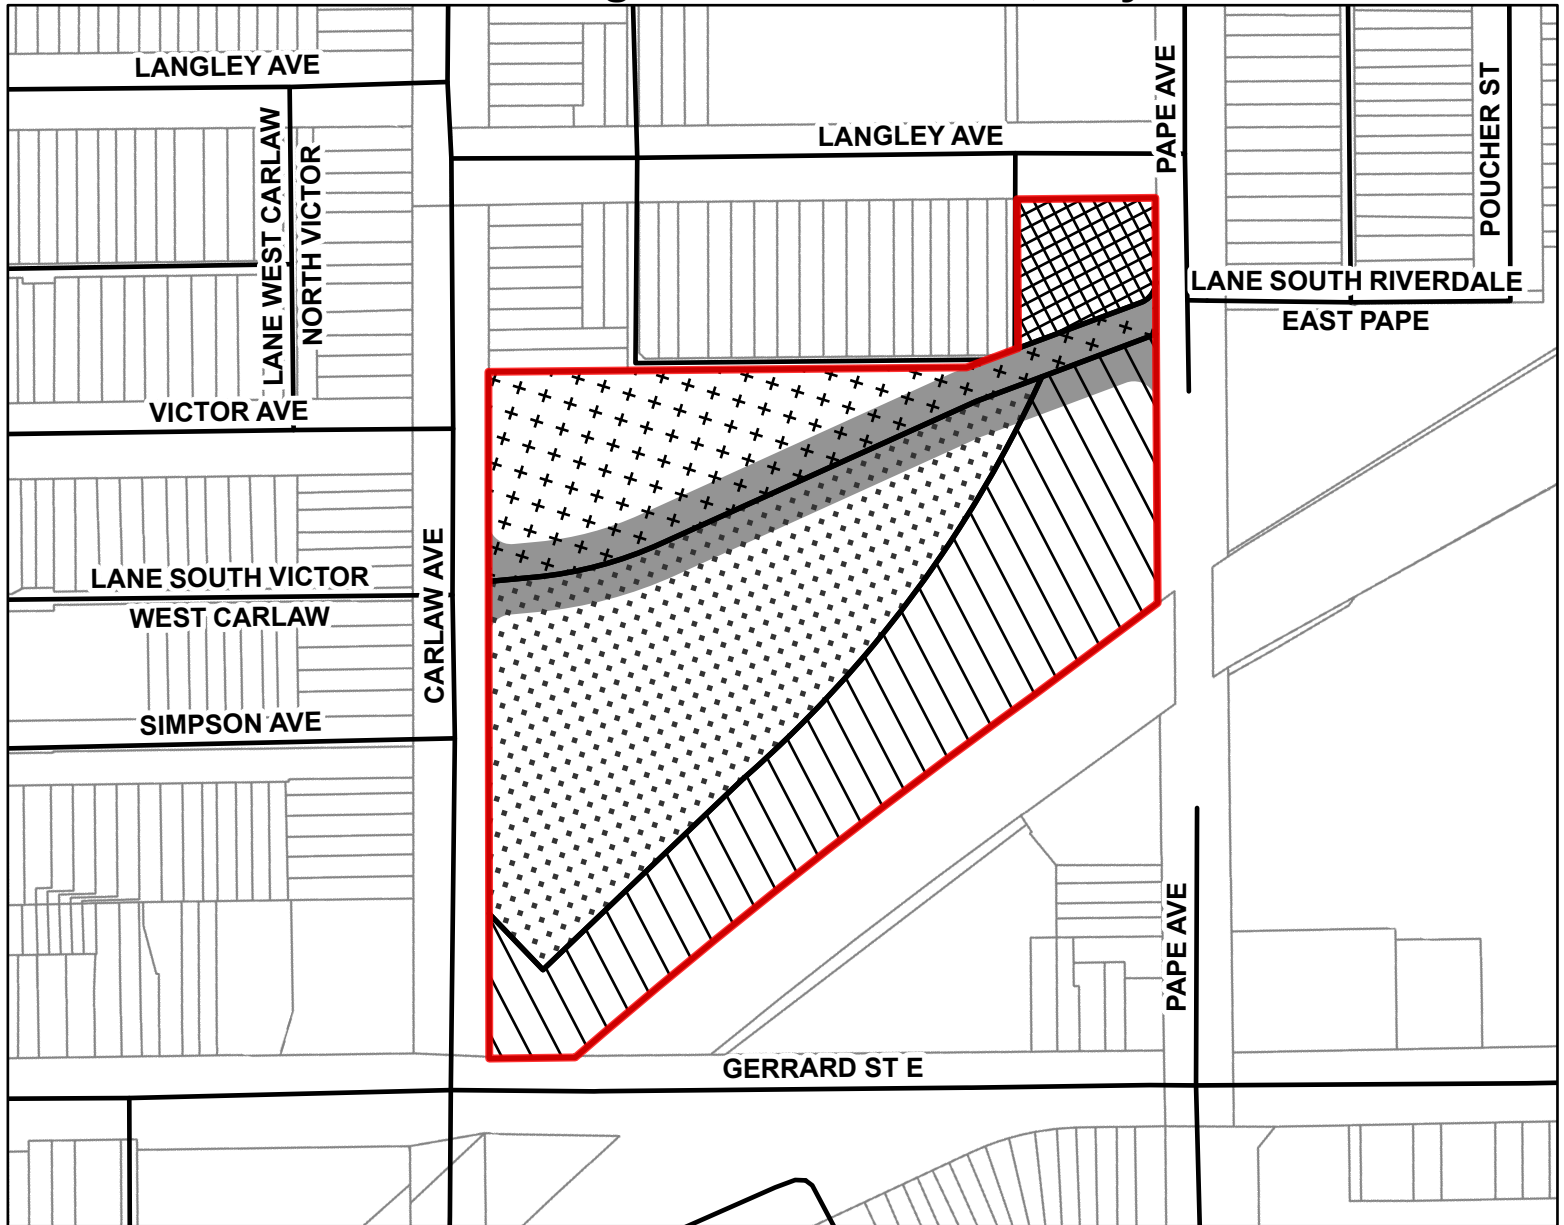 LANGLEY AVE
LANGLEY AVE
PAPE AVE
POUCHER ST
LANE WEST CARLAW
NORTH VICTOR
LANE SOUTH RIVERDALE
EAST PAPE
VICTOR AVE
CARLAW AVE
LANE SOUTH VICTOR
WEST CARLAW
SIMPSON AVE
PAPE AVE
GERRARD ST E